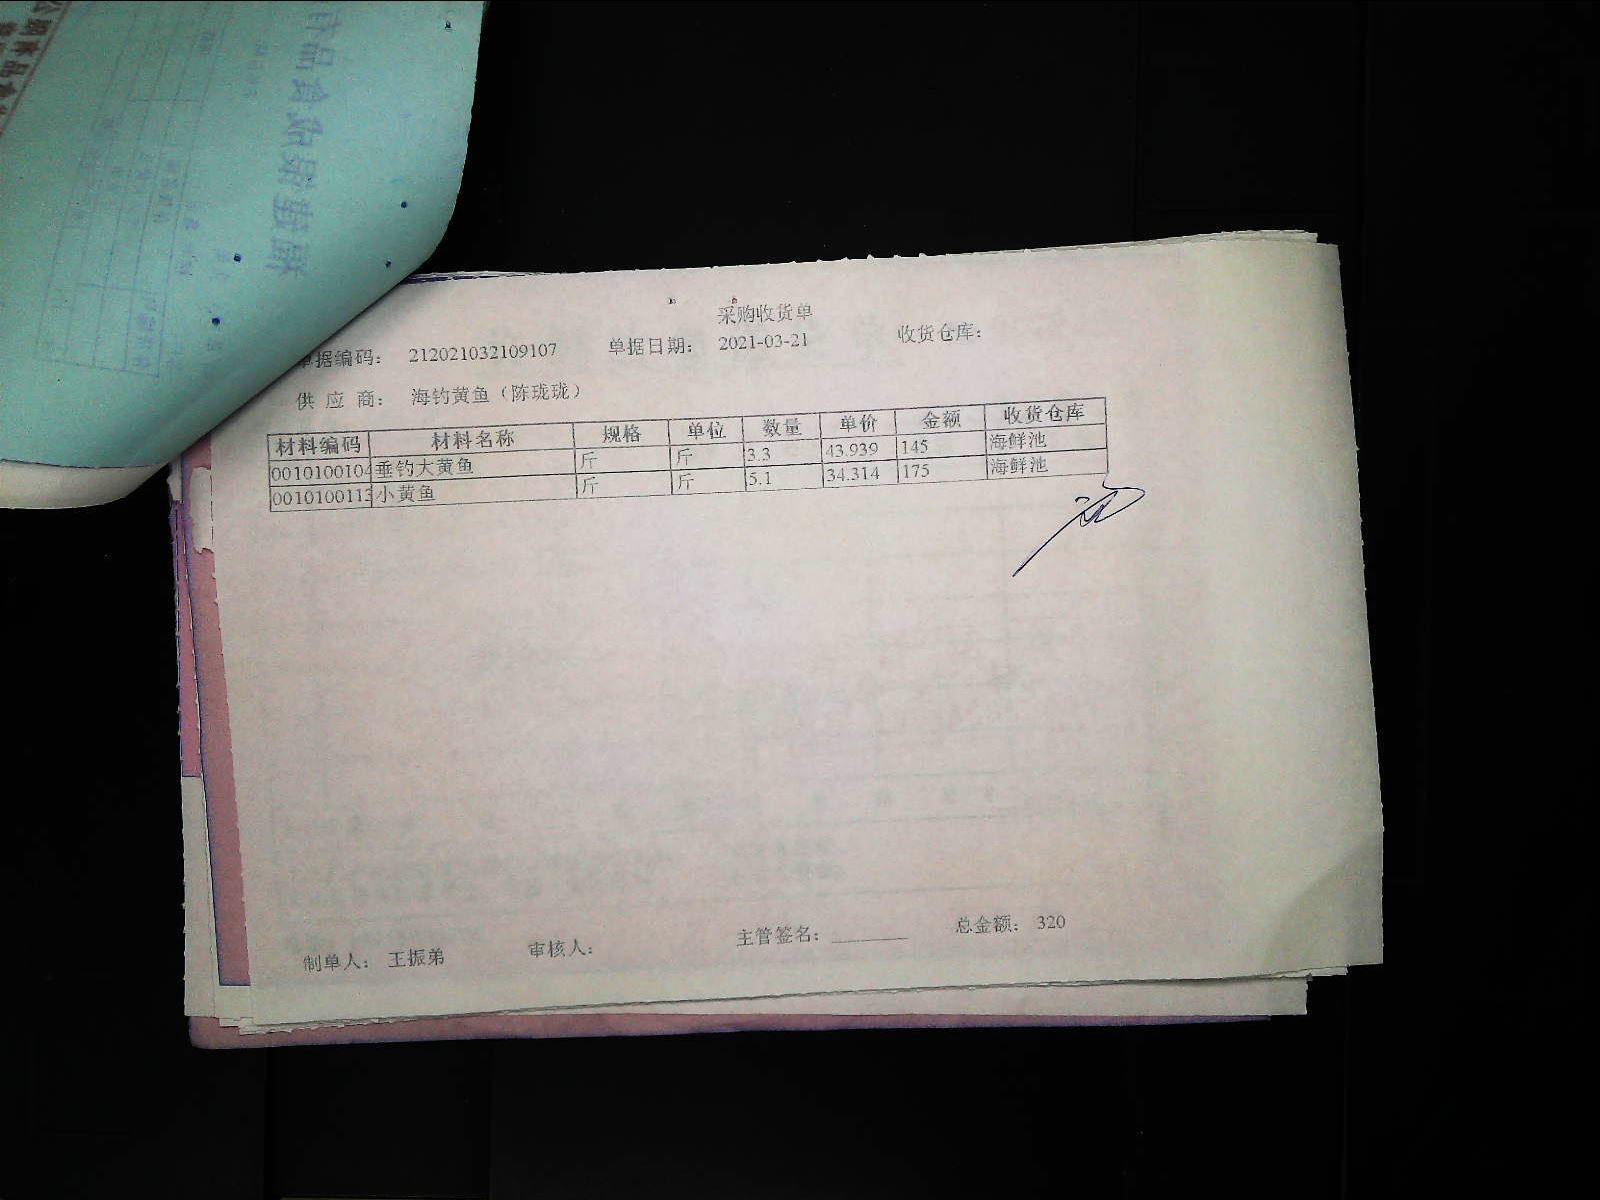 采购收货单
单据编码： 212021032109107 单据日期： 2021-03-21 收货仓库：
供 应 商： 海钓黄鱼（陈珑珑）
材料编码 材料名称 规格 单位 数量 单价 金额 收货仓库
0010100104 垂钓大黄鱼 斤 斤 3.3 43.939 145 海鲜池
0010100113 小黄鱼 斤 斤 5.1 34.314 175 海鲜池
制单人： 王振弟 审核人： 主管签名： 总金额： 320